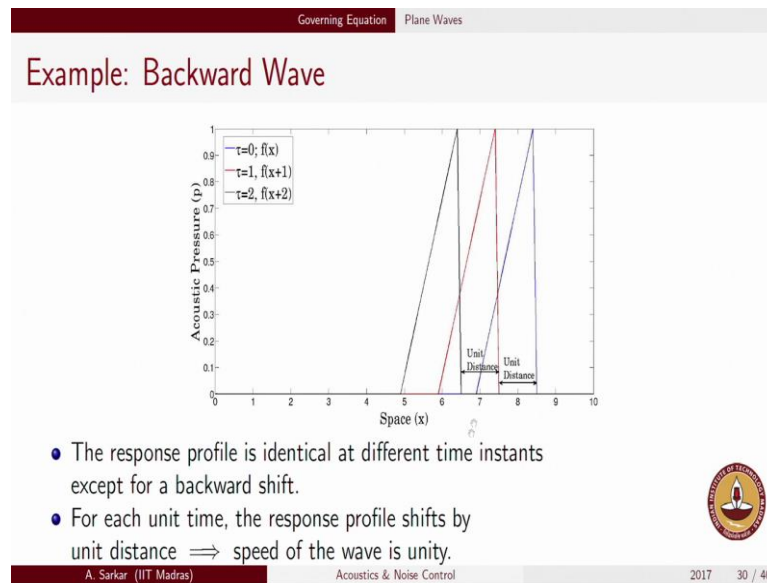 Governing Equation Plane Waves
Example: Backward Wave
τ=0; f(x)
τ=1, f(x+1)
τ=2, f(x+2)
Acoustic Pressure (p)
1
0.9
0.8
0.7
0.6
0.5
0.4
0.3
0.2
0.1
0
Unit
Distance
Unit
Distance
0 1 2 3 4 5 6 7 8 9 10
Space (x)
The response profile is identical at different time instants
except for a backward shift.
For each unit time, the response profile shifts by
unit distance ⟹ speed of the wave is unity.
A. Sarkar (IIT Madras) Acoustics & Noise Control 2017 30 /